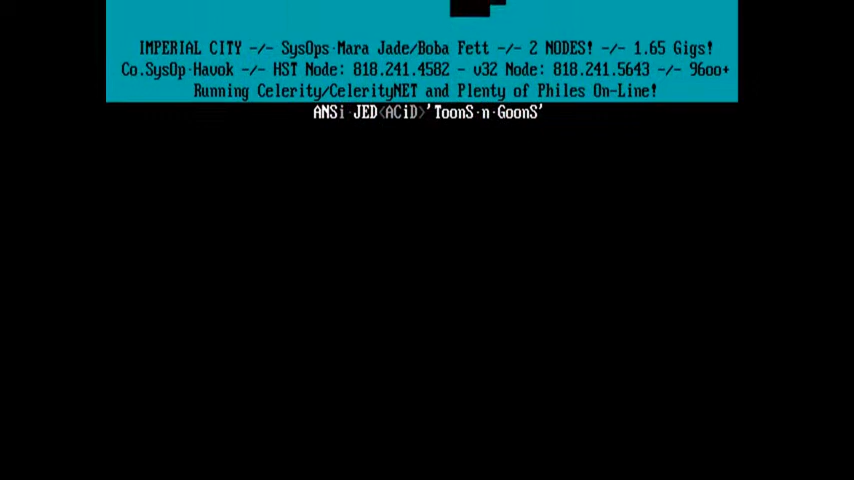 IMPERIAL CITY -/- SysOps·Mara Jade/Boba Fett -/- 2 NODES! -/- 1.65 Gigs!
Co.SysOp·Havok -/- HST Node: 818.241.4582 - v32 Node: 818.241.5643 -/- 96oo+
Running Celerity/CelerityNET and Plenty of Philes On-Line!
ANSi·JED<ACiD>'ToonS·n·GoonS'